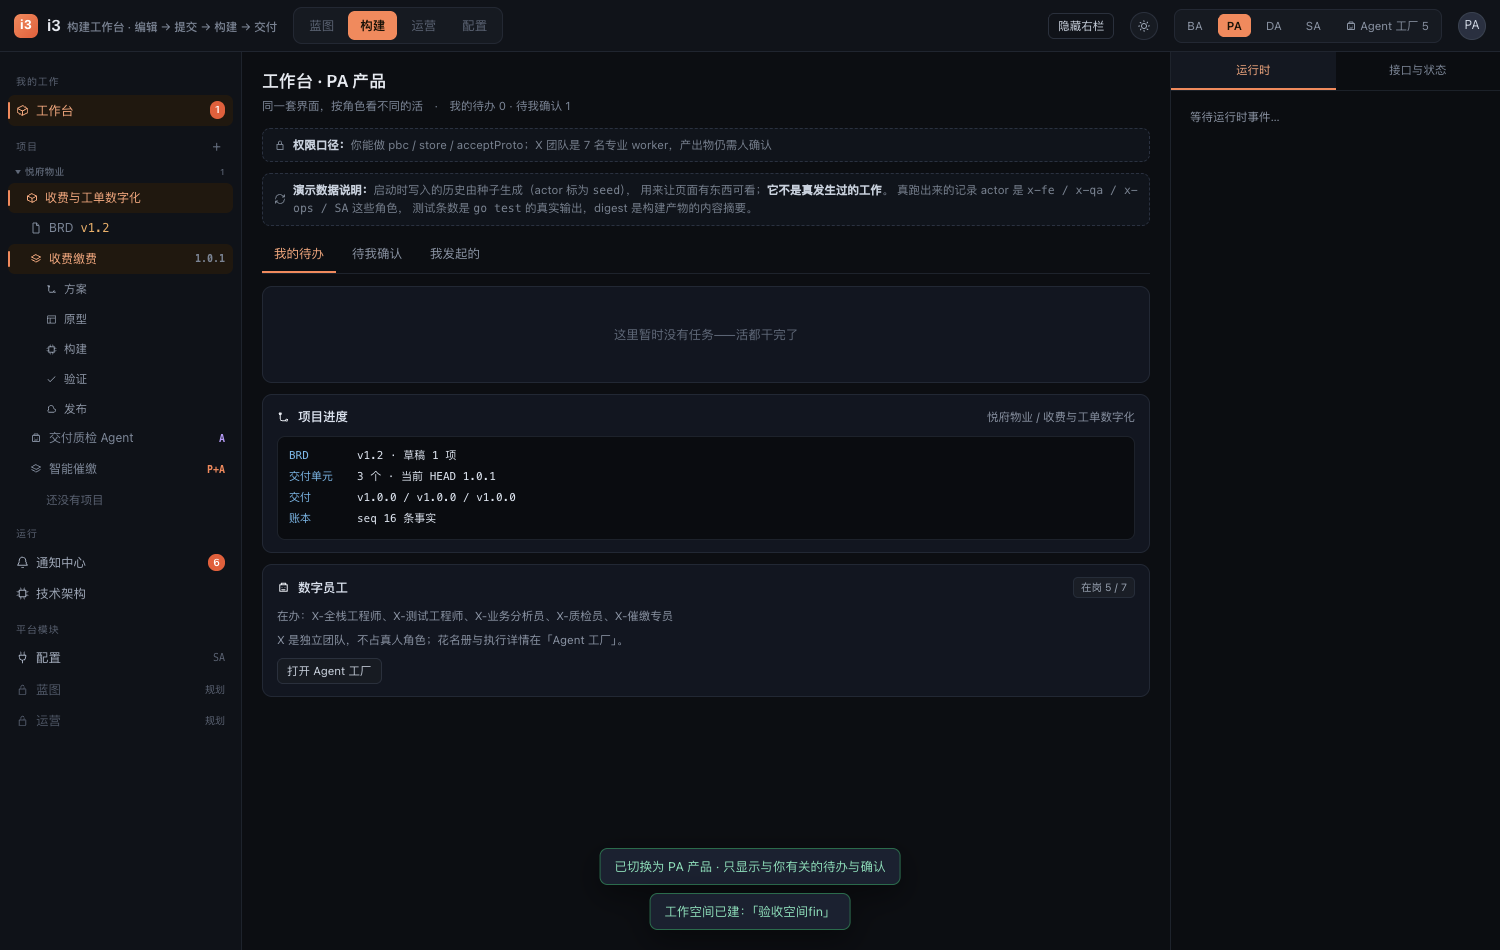 i3 i3 构建工作台 · 编辑 → 提交 → 构建 → 交付 蓝图 构建 运营 配置 隐藏右栏 BA PA DA SA Agent 工厂 5 PA
我的工作
工作台 1
项目 +
悦府物业 1
收费与工单数字化
BRD v1.2
收费缴费 1.0.1
方案
原型
构建
验证
发布
交付质检 Agent A
智能催缴 P+A
还没有项目
运行
通知中心 6
技术架构
平台模块
配置 SA
蓝图 规划
运营 规划
工作台 · PA 产品
同一套界面，按角色看不同的活 · 我的待办 0 · 待我确认 1
权限口径：你能做 pbc / store / acceptProto；X 团队是 7 名专业 worker，产出物仍需人确认
演示数据说明：启动时写入的历史由种子生成（actor 标为 seed），用来让页面有东西可看；它不是真发生过的工作。真跑出来的记录 actor 是 x-fe / x-qa / x-
ops / SA 这些角色，测试条数是 go test 的真实输出，digest 是构建产物的内容摘要。
我的待办 待我确认 我发起的
这里暂时没有任务——活都干完了
项目进度 悦府物业 / 收费与工单数字化
BRD v1.2 · 草稿 1 项
交付单元 3 个 · 当前 HEAD 1.0.1
交付 v1.0.0 / v1.0.0 / v1.0.0
账本 seq 16 条事实
数字员工 在岗 5 / 7
在办：X-全栈工程师、X-测试工程师、X-业务分析员、X-质检员、X-催缴专员
X 是独立团队，不占真人角色；花名册与执行详情在「Agent 工厂」。
打开 Agent 工厂
已切换为 PA 产品 · 只显示与你有关的待办与确认
工作空间已建：「验收空间fin」
运行时 接口与状态
等待运行时事件…